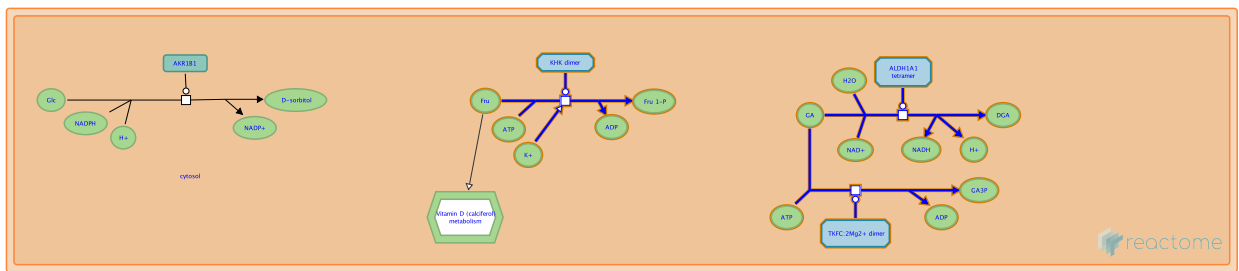 AKR1B1
Glc
D-sorbitol
NADPH
H+
NADP+
cytosol
KHK dimer
Fru
Fru 1-P
ATP
ADP
K+
Vitamin D (calciferol)
metabolism
ALDH1A1
tetramer
H2O
GA
DGA
NAD+
NADH
H+
GA3P
ATP
ADP
TKFC:2Mg2+ dimer
reactome